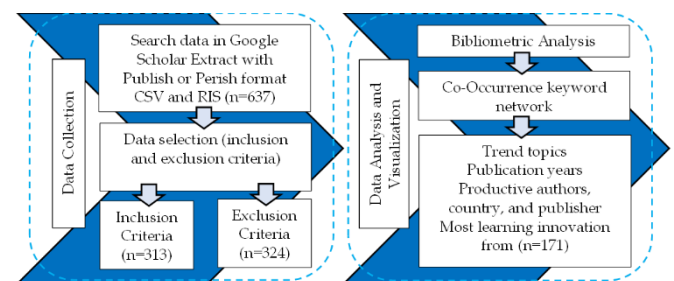 Data Collection
Search data in Google
Scholar Extract with
Publish or Perish format
CSV and RIS (n=637)
Data selection (inclusion
and exclusion criteria)
Inclusion
Criteria
(n=313)
Exclusion
Criteria
(n=324)
Data Analysis and
Visualization
Bibliometric Analysis
Co-Occurrence keyword
network
Trend topics
Publication years
Productive authors,
country, and publisher
Most learning innovation
from (n=171)